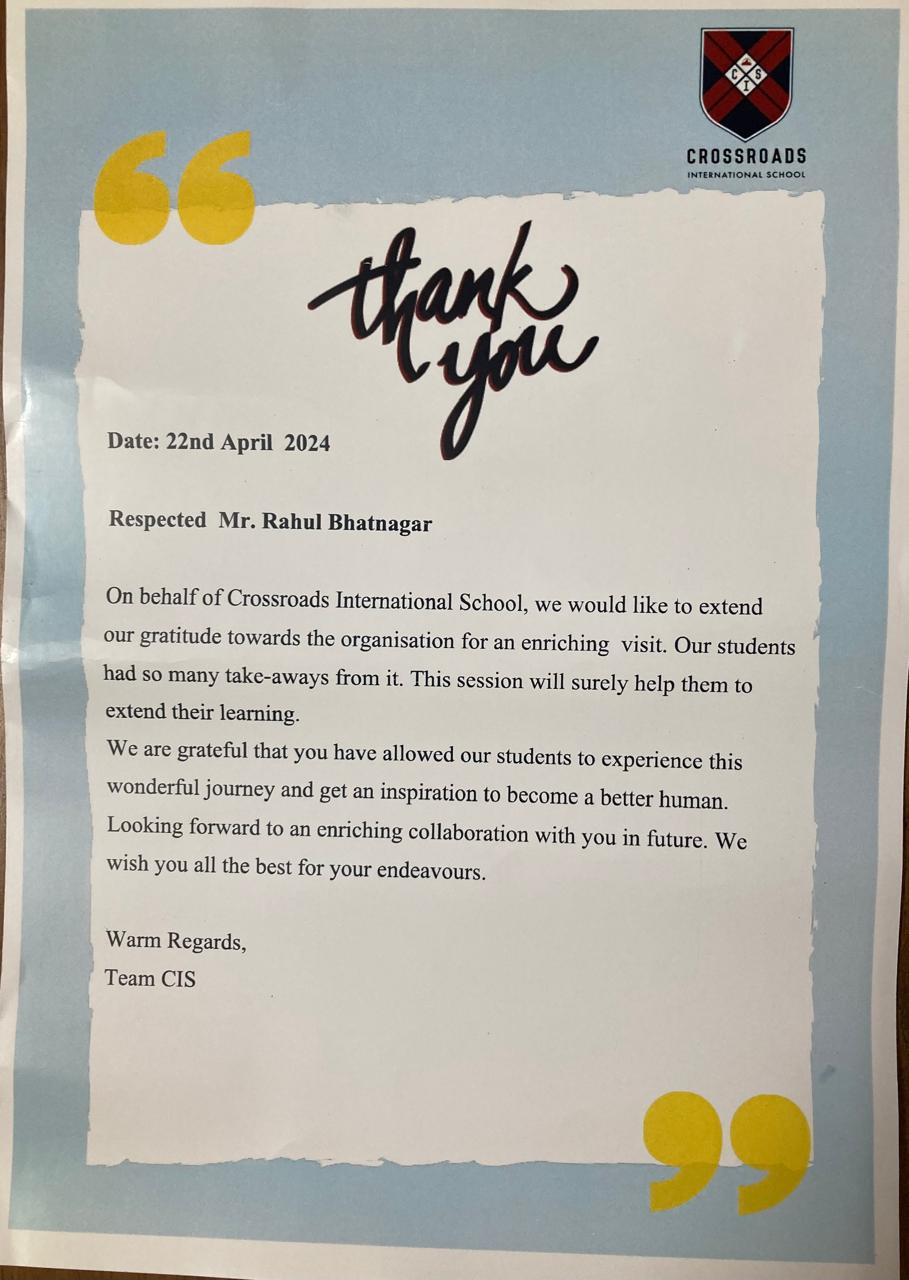 C S
I
CROSSROADS
INTERNATIONAL SCHOOL
“
thank
you
Date: 22nd April 2024
Respected Mr. Rahul Bhatnagar
On behalf of Crossroads International School, we would like to extend
our gratitude towards the organisation for an enriching visit. Our students
had so many take-aways from it. This session will surely help them to
extend their learning.
We are grateful that you have allowed our students to experience this
wonderful journey and get an inspiration to become a better human.
Looking forward to an enriching collaboration with you in future. We
wish you all the best for your endeavours.
Warm Regards,
Team CIS
”